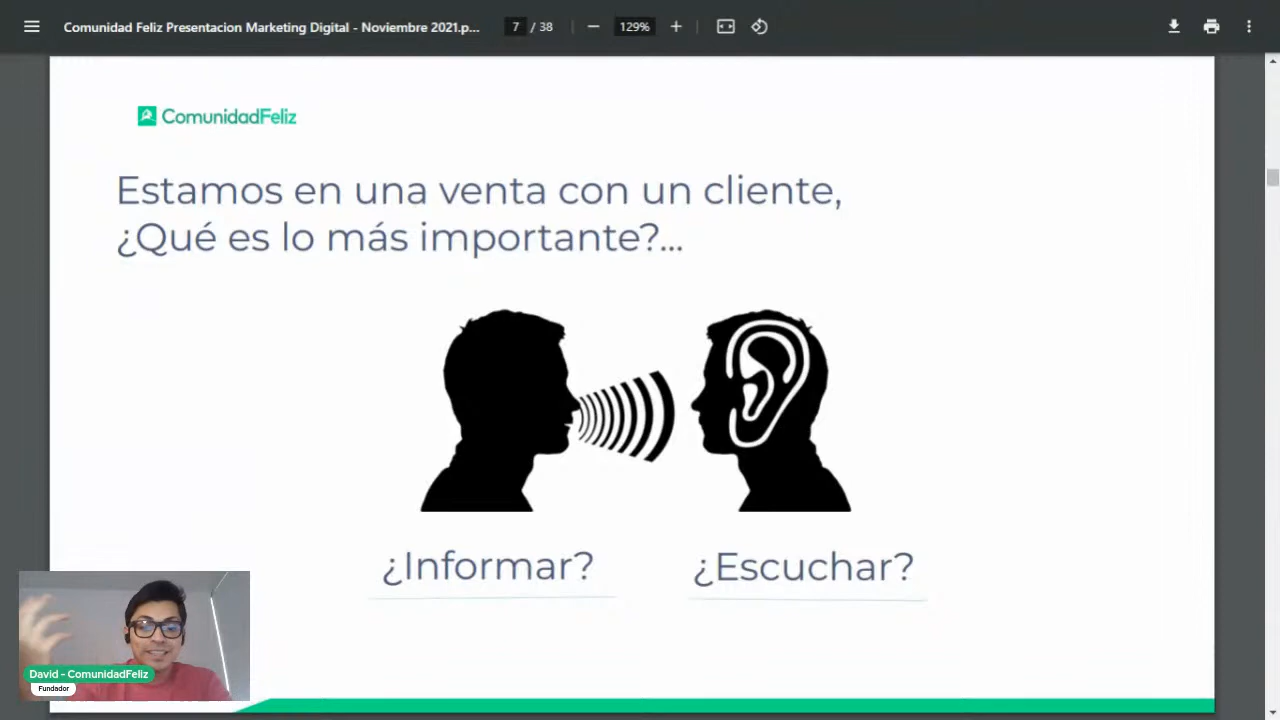 Comunidad Feliz Presentacion Marketing Digital - Noviembre 2021.p...
7 / 38
129%
ComunidadFeliz
Estamos en una venta con un cliente,
¿Qué es lo más importante?...
¿Informar?
¿Escuchar?
David - ComunidadFeliz
Fundador